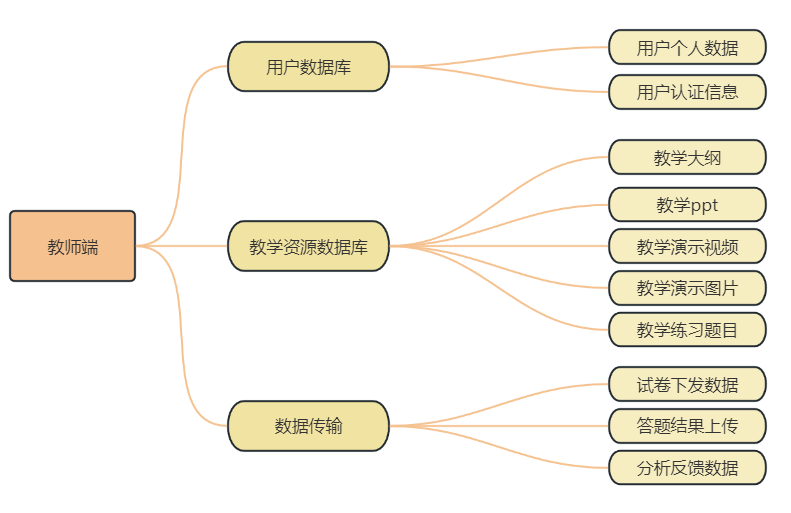 教师端
用户数据库
用户个人数据
用户认证信息
教学资源数据库
教学大纲
教学ppt
教学演示视频
教学演示图片
教学练习题目
数据传输
试卷下发数据
答题结果上传
分析反馈数据